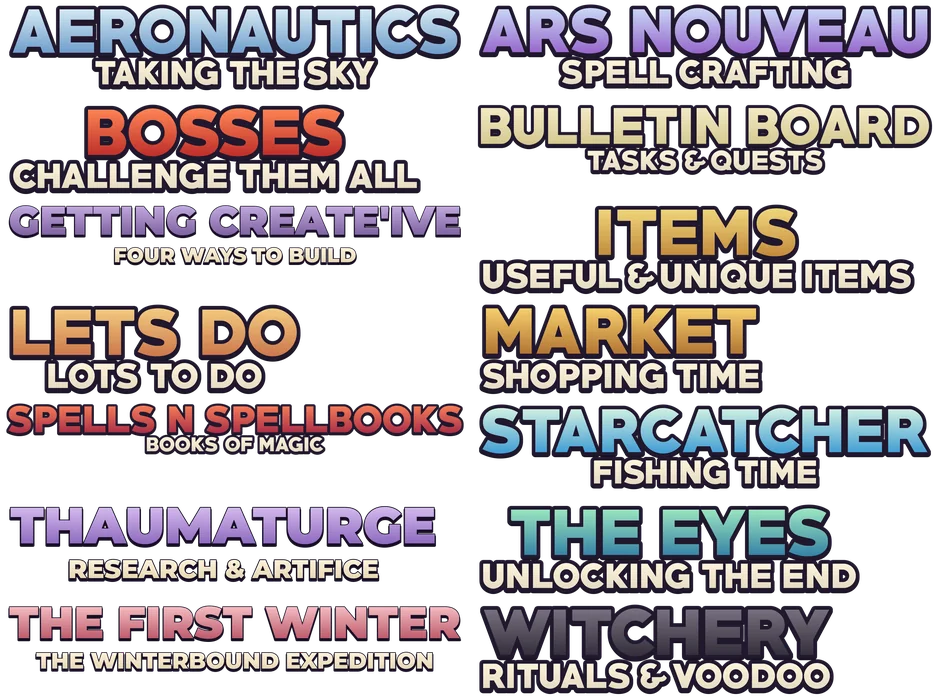 AERONAUTICS
TAKING THE SKY
ARS NOUVEAU
SPELL CRAFTING
BOSSES
CHALLENGE THEM ALL
BULLETIN BOARD
TASKS & QUESTS
GETTING CREATE'IVE
FOUR WAYS TO BUILD
ITEMS
USEFUL & UNIQUE ITEMS
LETS DO
LOTS TO DO
MARKET
SHOPPING TIME
SPELLS N SPELLBOOKS
BOOKS OF MAGIC
STARCATCHER
FISHING TIME
THAUMATURGE
RESEARCH & ARTIFICE
THE EYES
UNLOCKING THE END
THE FIRST WINTER
THE WINTERBOUND EXPEDITION
WITCHERY
RITUALS & VOODOO